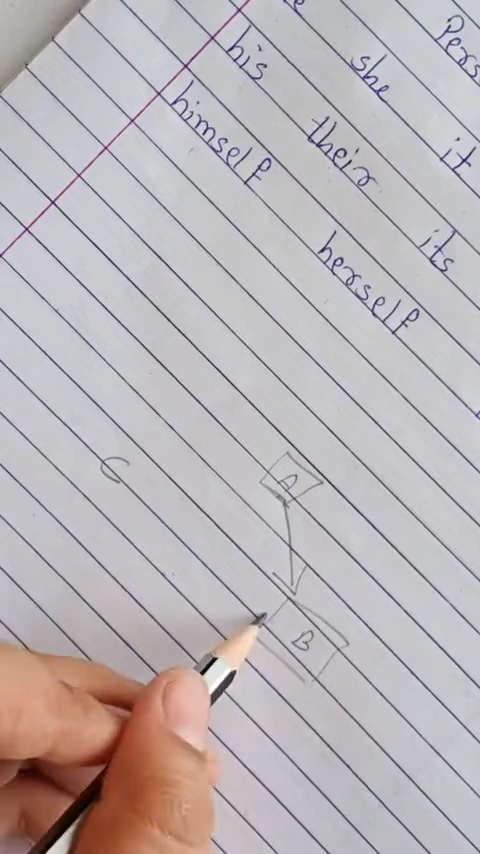 she it
his their its
himself herself
C
A
B